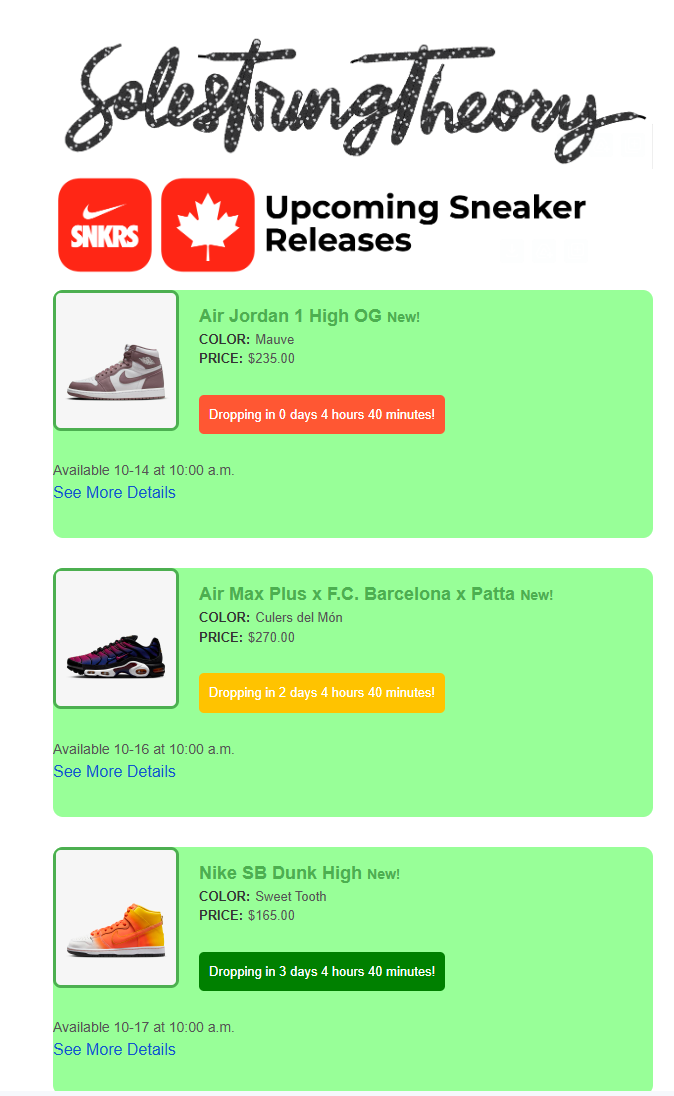 SolestringTheory
SNKRS
Upcoming Sneaker
Releases
Air Jordan 1 High OG New!
COLOR: Mauve
PRICE: $235.00
Dropping in 0 days 4 hours 40 minutes!
Available 10-14 at 10:00 a.m.
See More Details
Air Max Plus x F.C. Barcelona x Patta New!
COLOR: Culers del Món
PRICE: $270.00
Dropping in 2 days 4 hours 40 minutes!
Available 10-16 at 10:00 a.m.
See More Details
Nike SB Dunk High New!
COLOR: Sweet Tooth
PRICE: $165.00
Dropping in 3 days 4 hours 40 minutes!
Available 10-17 at 10:00 a.m.
See More Details